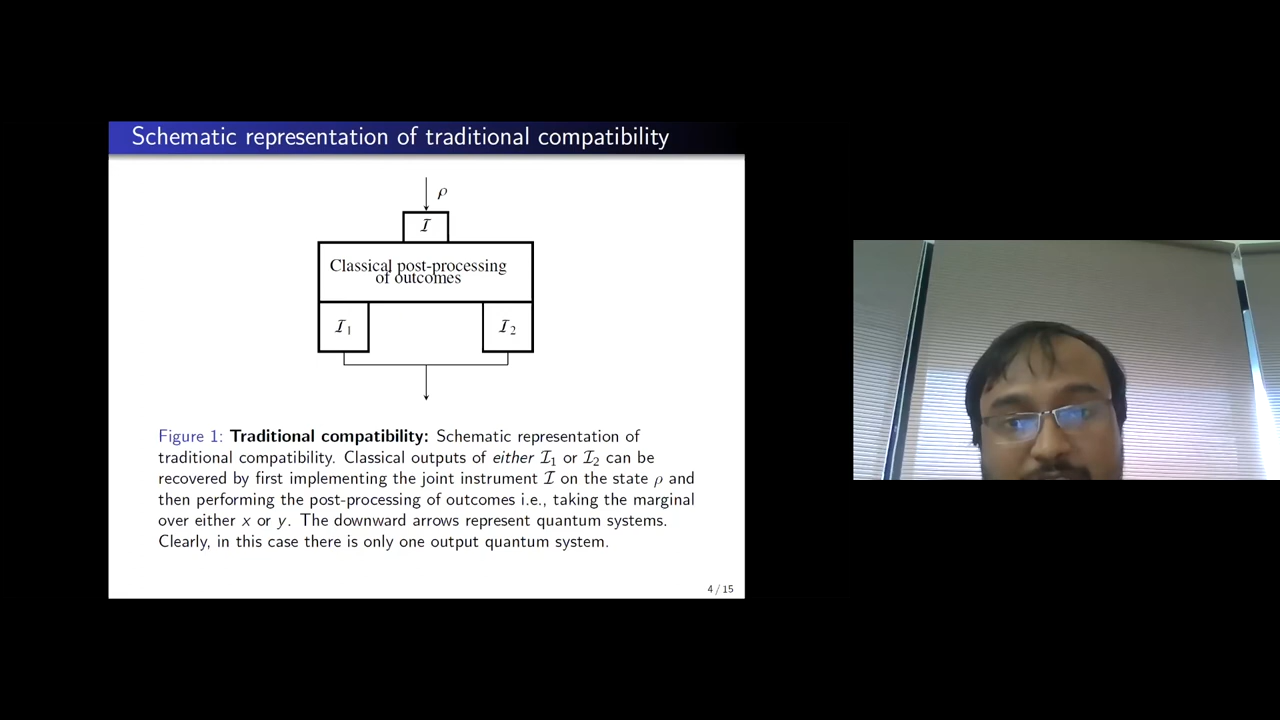 Schematic representation of traditional compatibility
ρ
𝓘
Classical post-processing
of outcomes
𝓘₁
𝓘₂
Figure 1: Traditional compatibility: Schematic representation of
traditional compatibility. Classical outputs of either 𝓘₁ or 𝓘₂ can be
recovered by first implementing the joint instrument 𝓘 on the state ρ and
then performing the post-processing of outcomes i.e., taking the marginal
over either x or y. The downward arrows represent quantum systems.
Clearly, in this case there is only one output quantum system.
4 / 15